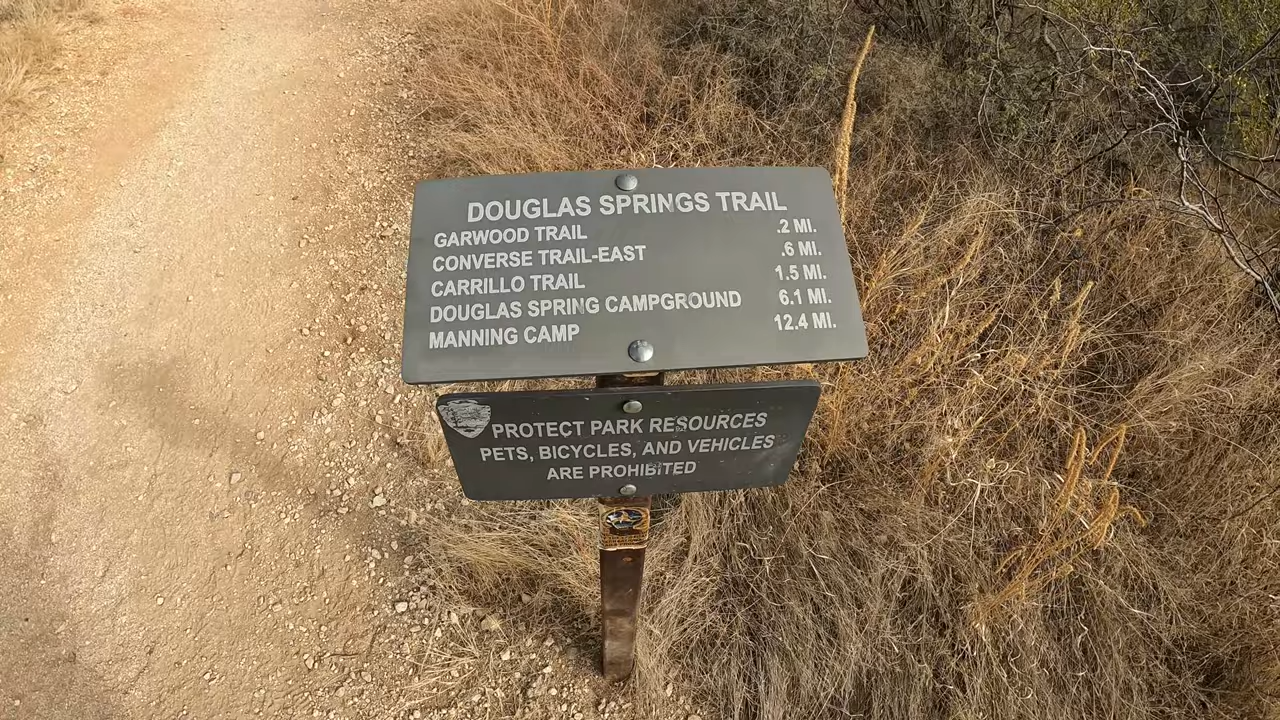 DOUGLAS SPRINGS TRAIL
GARWOOD TRAIL .2 MI.
CONVERSE TRAIL-EAST .6 MI.
CARRILLO TRAIL 1.5 MI.
DOUGLAS SPRING CAMPGROUND 6.1 MI.
MANNING CAMP 12.4 MI.
PROTECT PARK RESOURCES
PETS, BICYCLES, AND VEHICLES
ARE PROHIBITED